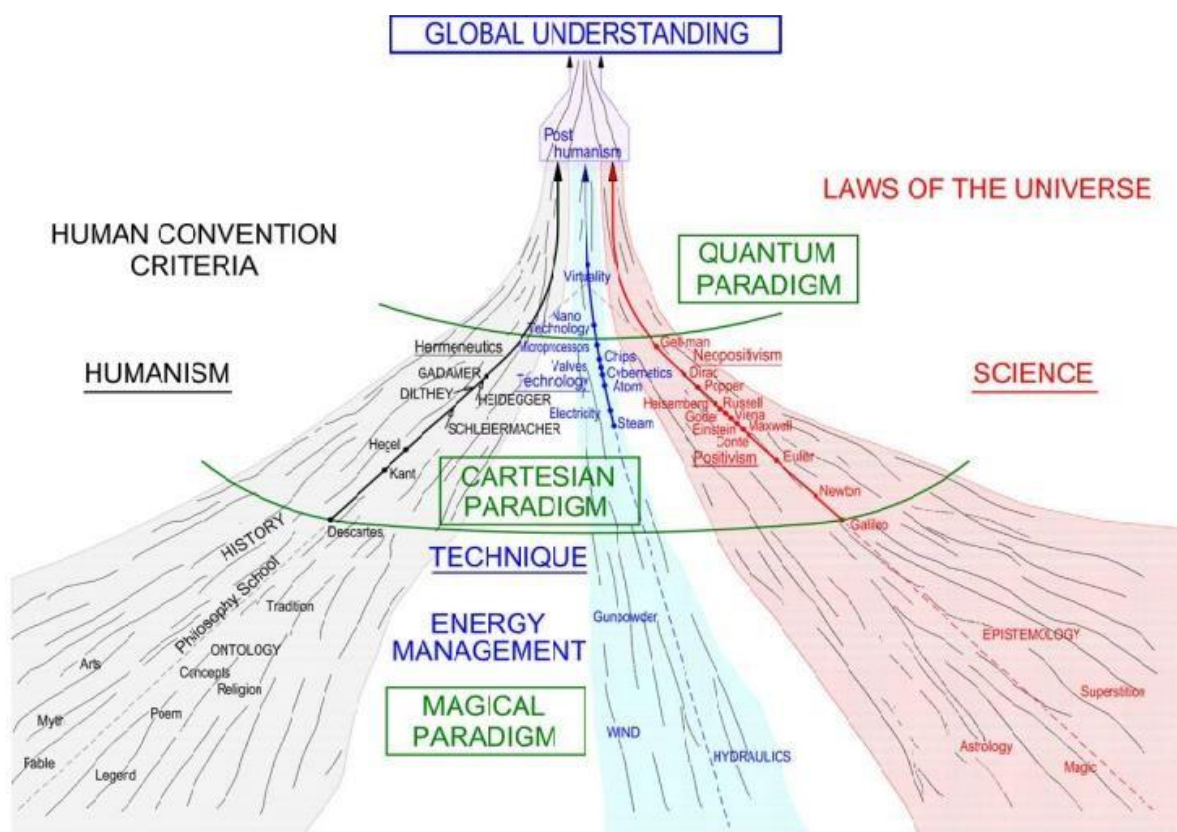 GLOBAL UNDERSTANDING
Post
humanism
LAWS OF THE UNIVERSE
HUMAN CONVENTION
CRITERIA
QUANTUM
PARADIGM
Virtuality
Nano
Technology
Hermeneutics
Microprocessors
Gell-man
Neopositivism
HUMANISM
GADAMER
Valves
Chips
Cybernetics
Dirac
SCIENCE
DILTHEY
HEIDEGGER
Technology
Atom
Popper
Heisemberg
Russell
SCHLEIERMACHER
Electricity
Steam
Godel
Viena
Einstein
Maxwell
Conte
Hegel
Positivism
Euler
Kant
CARTESIAN
PARADIGM
Newton
Descartes
Galileo
HISTORY
TECHNIQUE
Philosophy School
Tradition
Gunpowder
ENERGY
MANAGEMENT
ONTOLOGY
EPISTEMOLOGY
Arts
Concepts
Religion
Superstition
MAGICAL
PARADIGM
Poem
Myth
WIND
HYDRAULICS
Astrology
Fable
Legend
Magic